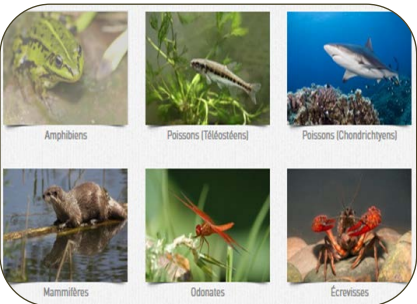 Amphibiens
Poissons (Téléostéens)
Poissons (Chondrichtyens)
Mammifères
Odonates
Écrevisses